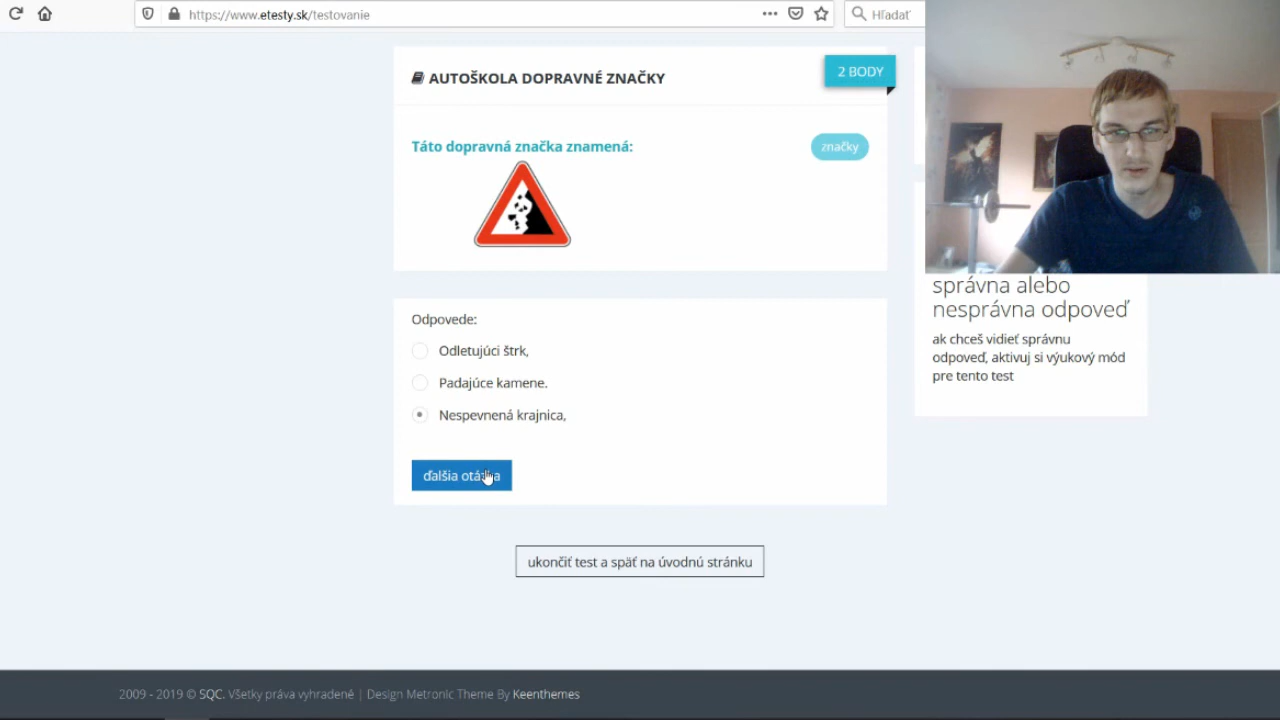 https://www.etesty.sk/testovanie
Hľadať
AUTOŠKOLA DOPRAVNÉ ZNAČKY
2 BODY
Táto dopravná značka znamená:
značky
Odpovede:
Odletujúci štrk,
Padajúce kamene.
Nespevnená krajnica,
ďalšia otázka
ukončiť test a späť na úvodnú stránku
správna alebo
nesprávna odpoveď
ak chceš vidieť správnu
odpoveď, aktivuj si výukový mód
pre tento test
2009 - 2019 © SQC. Všetky práva vyhradené | Design Metronic Theme By Keenthemes